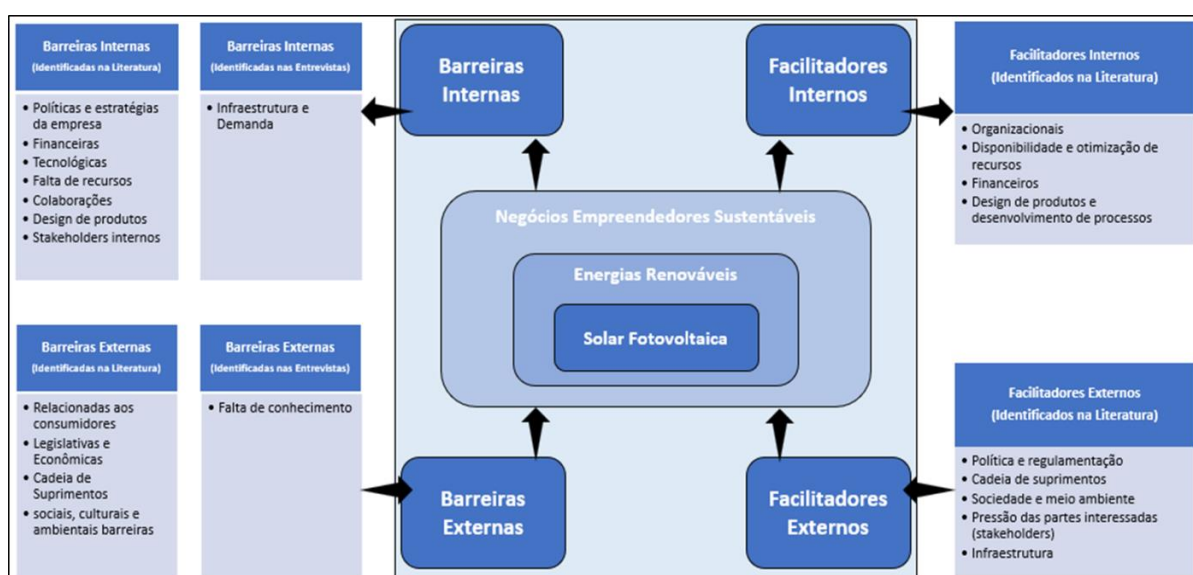 Barreiras Internas
(Identificadas na Literatura)
• Políticas e estratégias
da empresa
• Financeiras
• Tecnológicas
• Falta de recursos
• Colaborações
• Design de produtos
• Stakeholders internos
Barreiras Internas
(Identificadas nas Entrevistas)
• Infraestrutura e
Demanda
Barreiras
Internas
Facilitadores
Internos
Facilitadores Internos
(Identificados na Literatura)
• Organizacionais
• Disponibilidade e otimização de
recursos
• Financeiros
• Design de produtos e
desenvolvimento de processos
Negócios Empreendedores Sustentáveis
Energias Renováveis
Solar Fotovoltaica
Barreiras Externas
(Identificadas na Literatura)
• Relacionadas aos
consumidores
• Legislativas e
Econômicas
• Cadeia de
Suprimentos
• sociais, culturais e
ambientais barreiras
Barreiras Externas
(Identificadas nas Entrevistas)
• Falta de conhecimento
Barreiras
Externas
Facilitadores
Externos
Facilitadores Externos
(Identificados na Literatura)
• Política e regulamentação
• Cadeia de suprimentos
• Sociedade e meio ambiente
• Pressão das partes interessadas
(stakeholders)
• Infraestrutura